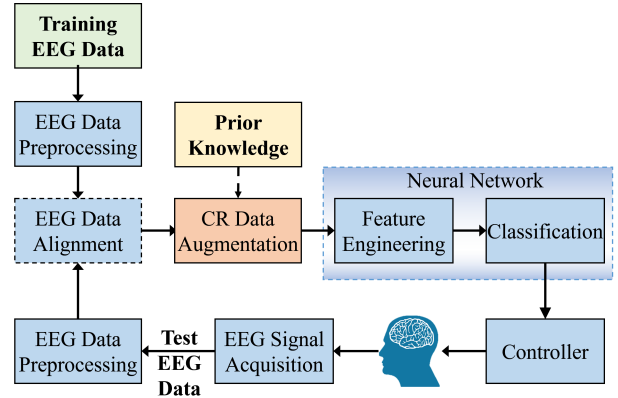 Training
EEG Data
EEG Data
Preprocessing
Prior
Knowledge
Neural Network
EEG Data
Alignment
CR Data
Augmentation
Feature
Engineering
Classification
EEG Data
Preprocessing
Test
EEG
Data
EEG Signal
Acquisition
Controller